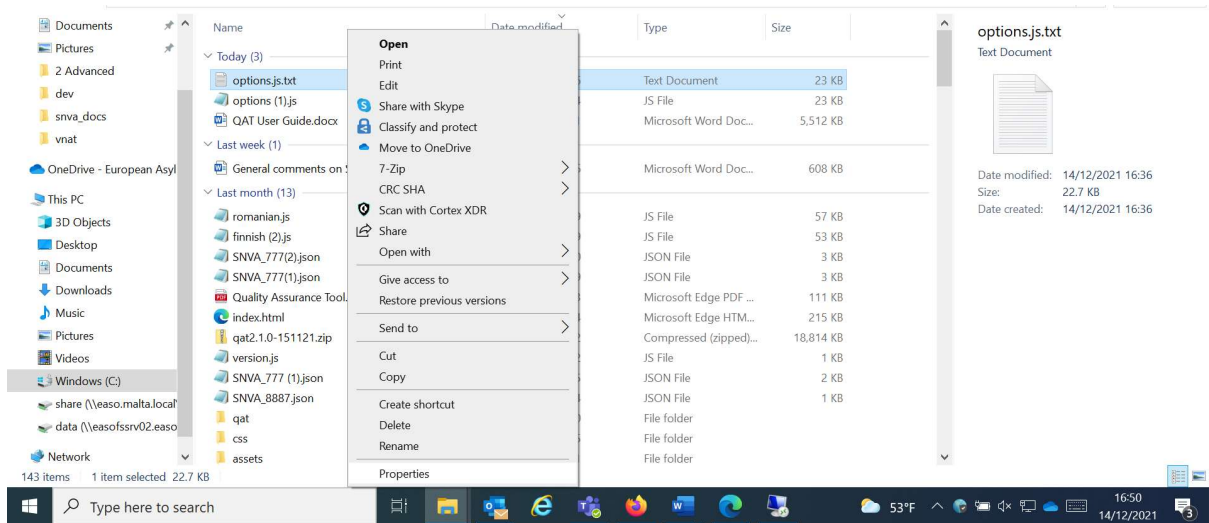 Documents
Pictures
2 Advanced
dev
snva_docs
vnat
OneDrive - European Asyl
This PC
3D Objects
Desktop
Documents
Downloads
Music
Pictures
Videos
Windows (C:)
share (\\easo.malta.local
data (\\easofssrv02.easo
Network
Name Date modified Type Size
Today (3)
options.js.txt Text Document 23 KB
options (1).js JS File 23 KB
QAT User Guide.docx Microsoft Word Doc... 5,512 KB
Last week (1)
General comments on Microsoft Word Doc... 608 KB
Last month (13)
romanian.js JS File 57 KB
finnish (2).js JS File 53 KB
SNVA_777(2).json JSON File 3 KB
SNVA_777(1).json JSON File 3 KB
Quality Assurance Tool. Microsoft Edge PDF ... 111 KB
index.html Microsoft Edge HTM... 215 KB
qat2.1.0-151121.zip Compressed (zipped)... 18,814 KB
version.js JS File 1 KB
SNVA_777 (1).json JSON File 2 KB
SNVA_8887.json JSON File 1 KB
qat File folder
css File folder
assets File folder
Open
Print
Edit
Share with Skype
Classify and protect
Move to OneDrive
7-Zip
CRC SHA
Scan with Cortex XDR
Share
Open with
Give access to
Restore previous versions
Send to
Cut
Copy
Create shortcut
Delete
Rename
Properties
options.js.txt
Text Document
Date modified: 14/12/2021 16:36
Size: 22.7 KB
Date created: 14/12/2021 16:36
143 items 1 item selected 22.7 KB
Type here to search
53°F
16:50
14/12/2021
3